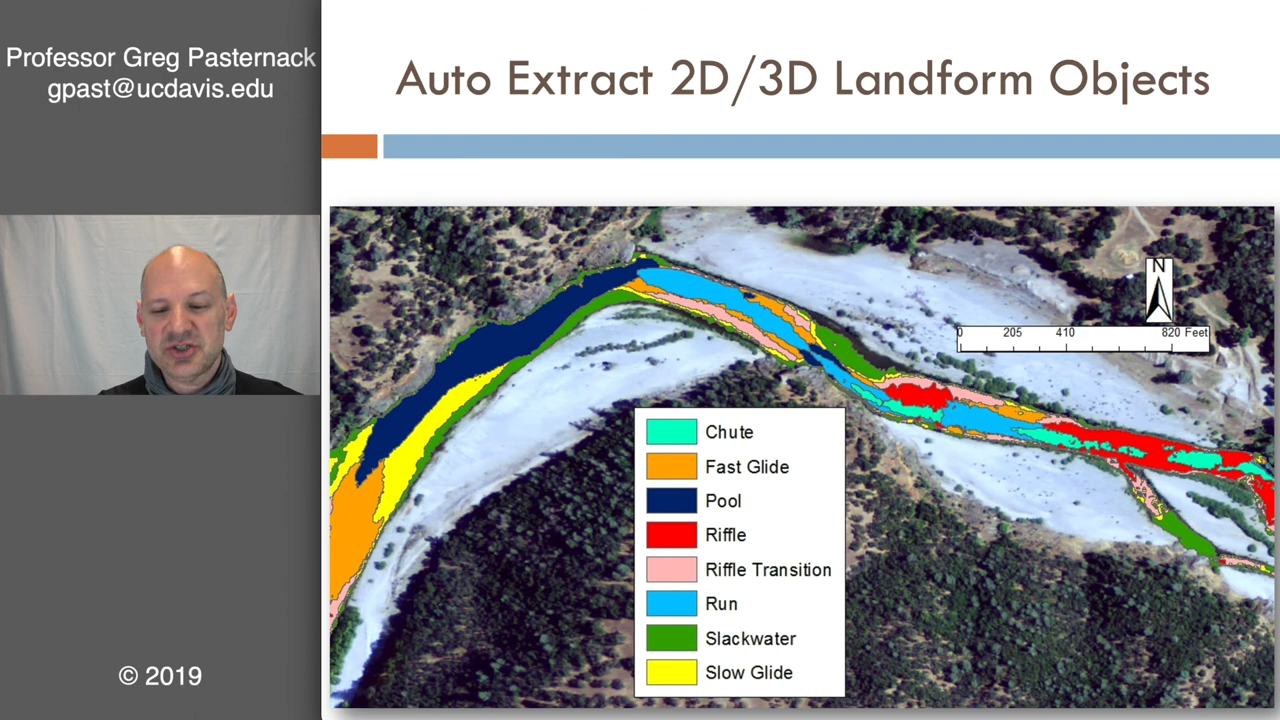 Professor Greg Pasternack
gpast@ucdavis.edu
Auto Extract 2D/3D Landform Objects
N
0 205 410 820 Feet
Chute
Fast Glide
Pool
Riffle
Riffle Transition
Run
Slackwater
Slow Glide
© 2019